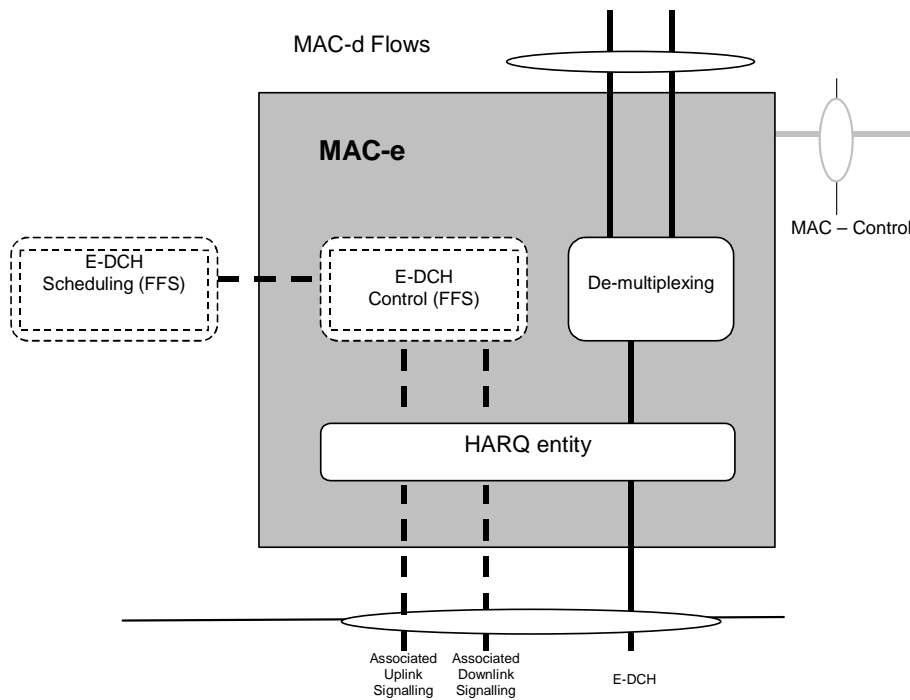 MAC-d Flows
MAC-e
MAC – Control
E-DCH
Scheduling (FFS)
E-DCH
Control (FFS)
De-multiplexing
HARQ entity
Associated
Uplink
Signalling
Associated
Downlink
Signalling
E-DCH